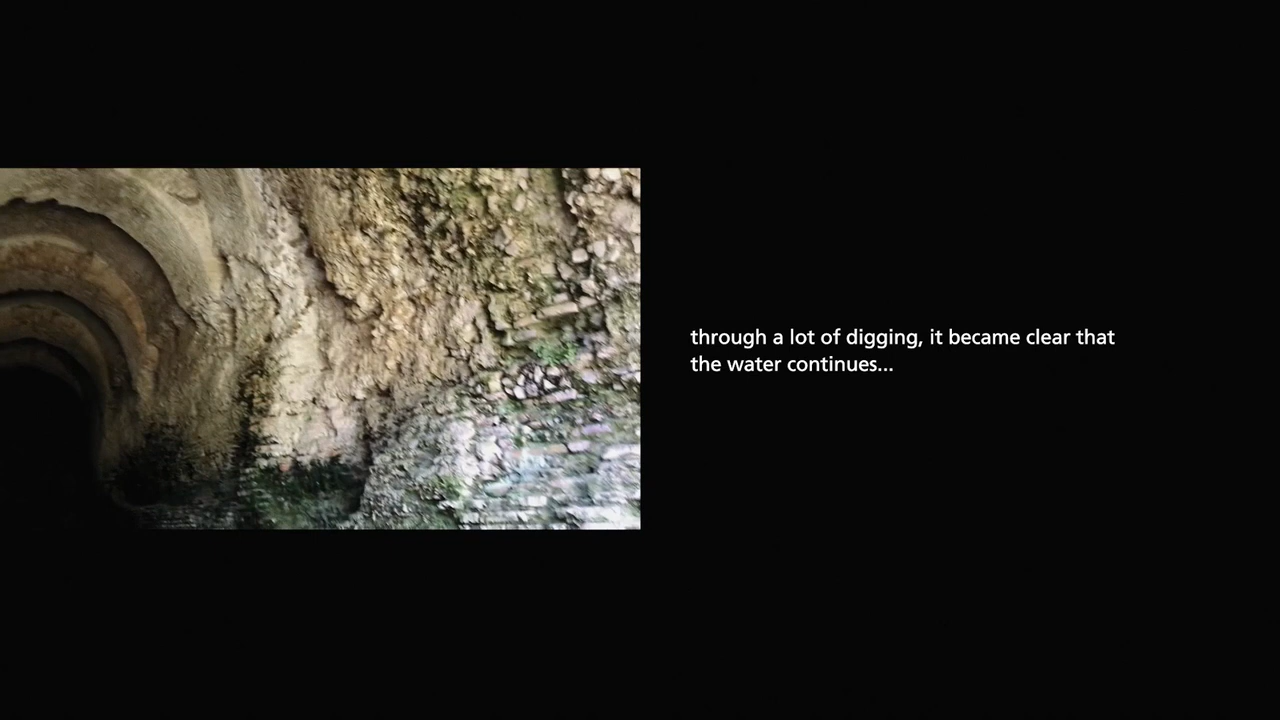 through a lot of digging, it became clear that
the water continues...